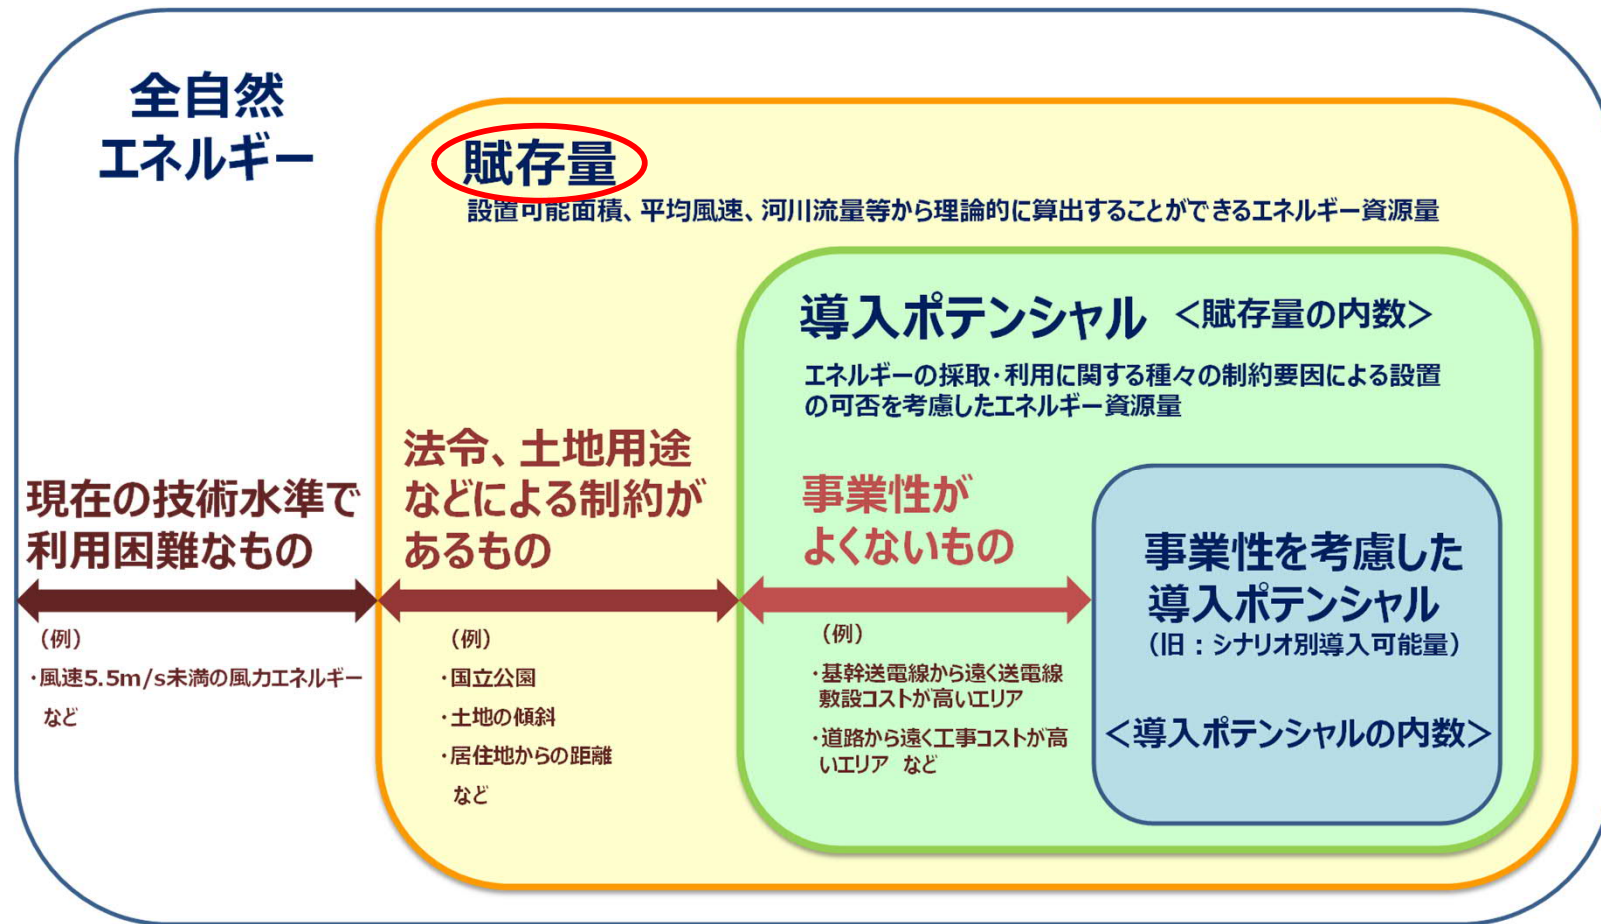 全自然
エネルギー
賦存量
設置可能面積、平均風速、河川流量等から理論的に算出することができるエネルギー資源量
導入ポテンシャル ＜賦存量の内数＞
エネルギーの採取・利用に関する種々の制約要因による設置
の可否を考慮したエネルギー資源量
現在の技術水準で
利用困難なもの
（例）
・風速5.5m/s未満の風力エネルギー
など
法令、土地用途
などによる制約が
あるもの
（例）
・国立公園
・土地の傾斜
・居住地からの距離
など
事業性が
よくないもの
（例）
・基幹送電線から遠く送電線
敷設コストが高いエリア
・道路から遠く工事コストが高
いエリア など
事業性を考慮した
導入ポテンシャル
（旧：シナリオ別導入可能量）
＜導入ポテンシャルの内数＞